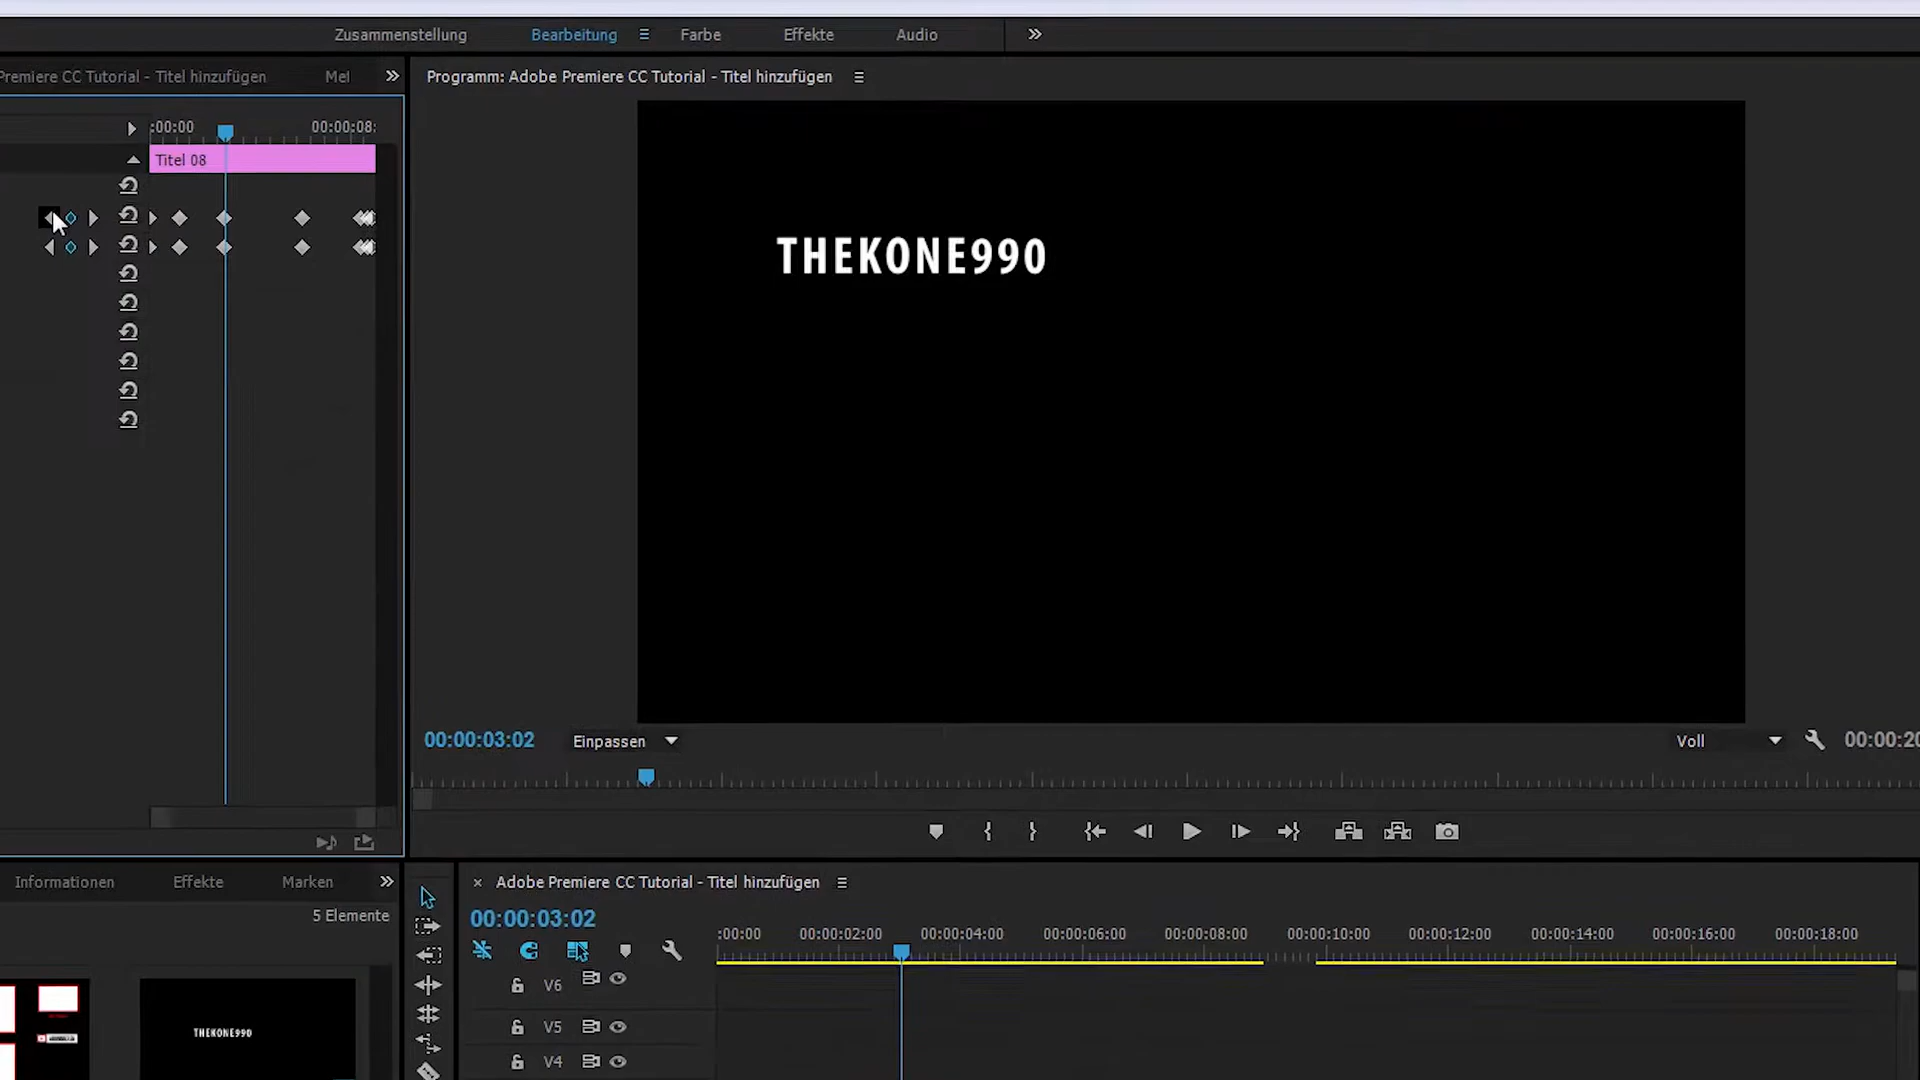 Zusammenstellung Bearbeitung Farbe Effekte Audio
Premiere CC Tutorial - Titel hinzufügen Mel
Programm: Adobe Premiere CC Tutorial - Titel hinzufügen
:00:00 00:00:08:
Titel 08
THEKONE990
00:00:03:02 Einpassen Voll 00:00:20
Informationen Effekte Marken
5 Elemente
Adobe Premiere CC Tutorial - Titel hinzufügen
00:00:03:02
:00:00 00:00:02:00 00:00:04:00 00:00:06:00 00:00:08:00 00:00:10:00 00:00:12:00 00:00:14:00 00:00:16:00 00:00:18:00
V6
V5
V4
THEKONE990